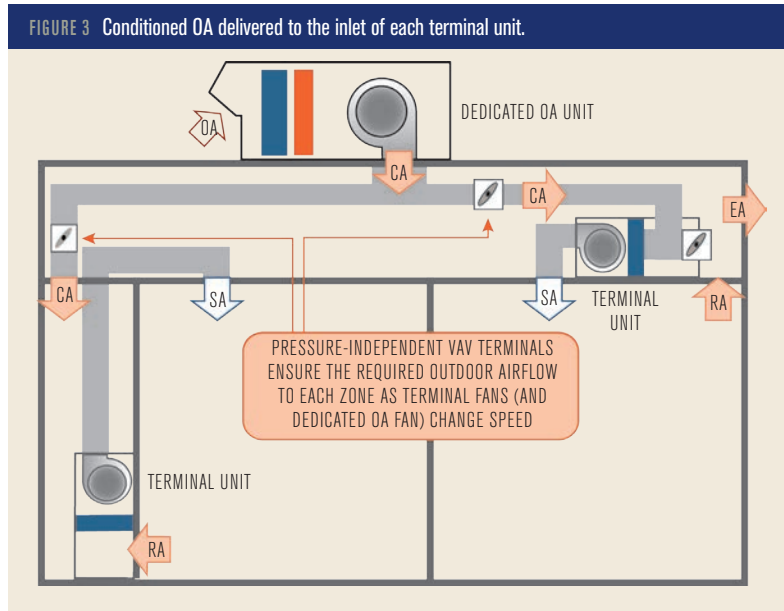 FIGURE 3 Conditioned OA delivered to the inlet of each terminal unit.
OA
DEDICATED OA UNIT
CA
CA
EA
CA
SA
SA
TERMINAL
UNIT
RA
PRESSURE-INDEPENDENT VAV TERMINALS
ENSURE THE REQUIRED OUTDOOR AIRFLOW
TO EACH ZONE AS TERMINAL FANS (AND
DEDICATED OA FAN) CHANGE SPEED
TERMINAL UNIT
RA